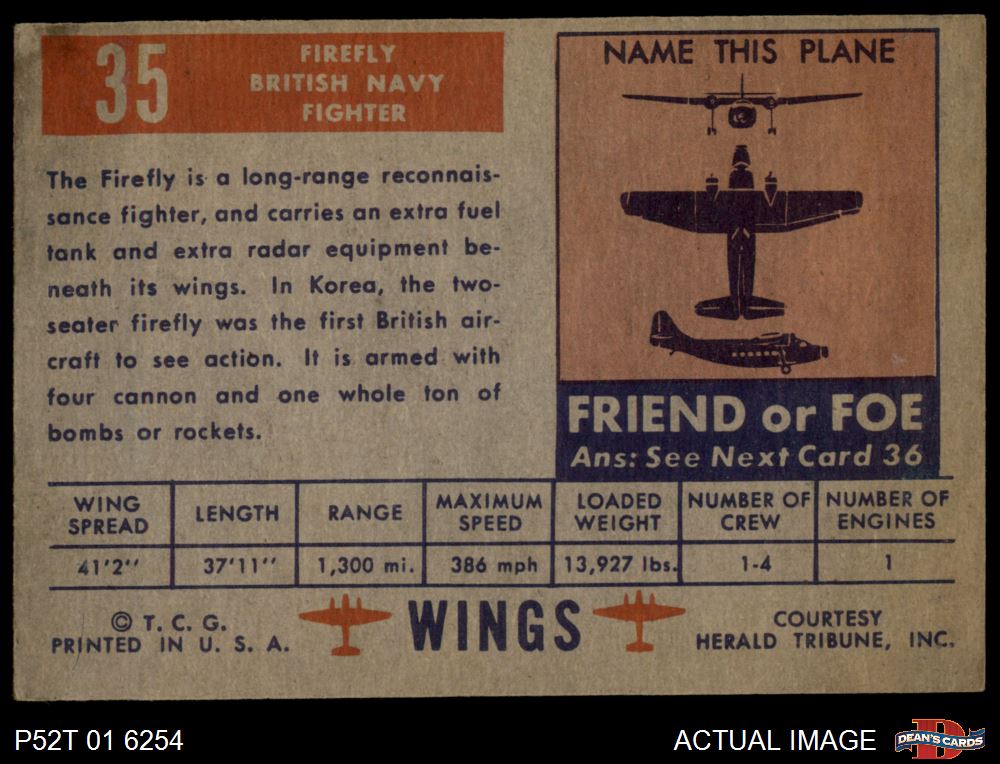 35
FIREFLY
BRITISH NAVY
FIGHTER
The Firefly is a long-range reconnais-
sance fighter, and carries an extra fuel
tank and extra radar equipment be-
neath its wings. In Korea, the two-
seater firefly was the first British air-
craft to see action. It is armed with
four cannon and one whole ton of
bombs or rockets.
NAME THIS PLANE
FRIEND or FOE
Ans: See Next Card 36
WING SPREAD LENGTH RANGE MAXIMUM SPEED LOADED WEIGHT NUMBER OF CREW NUMBER OF ENGINES
41'2'' 37'11'' 1,300 mi. 386 mph 13,927 lbs. 1-4 1
© T. C. G.
PRINTED IN U. S. A.
WINGS
COURTESY
HERALD TRIBUNE, INC.
P52T 01 6254
ACTUAL IMAGE
D
DEAN'S CARDS